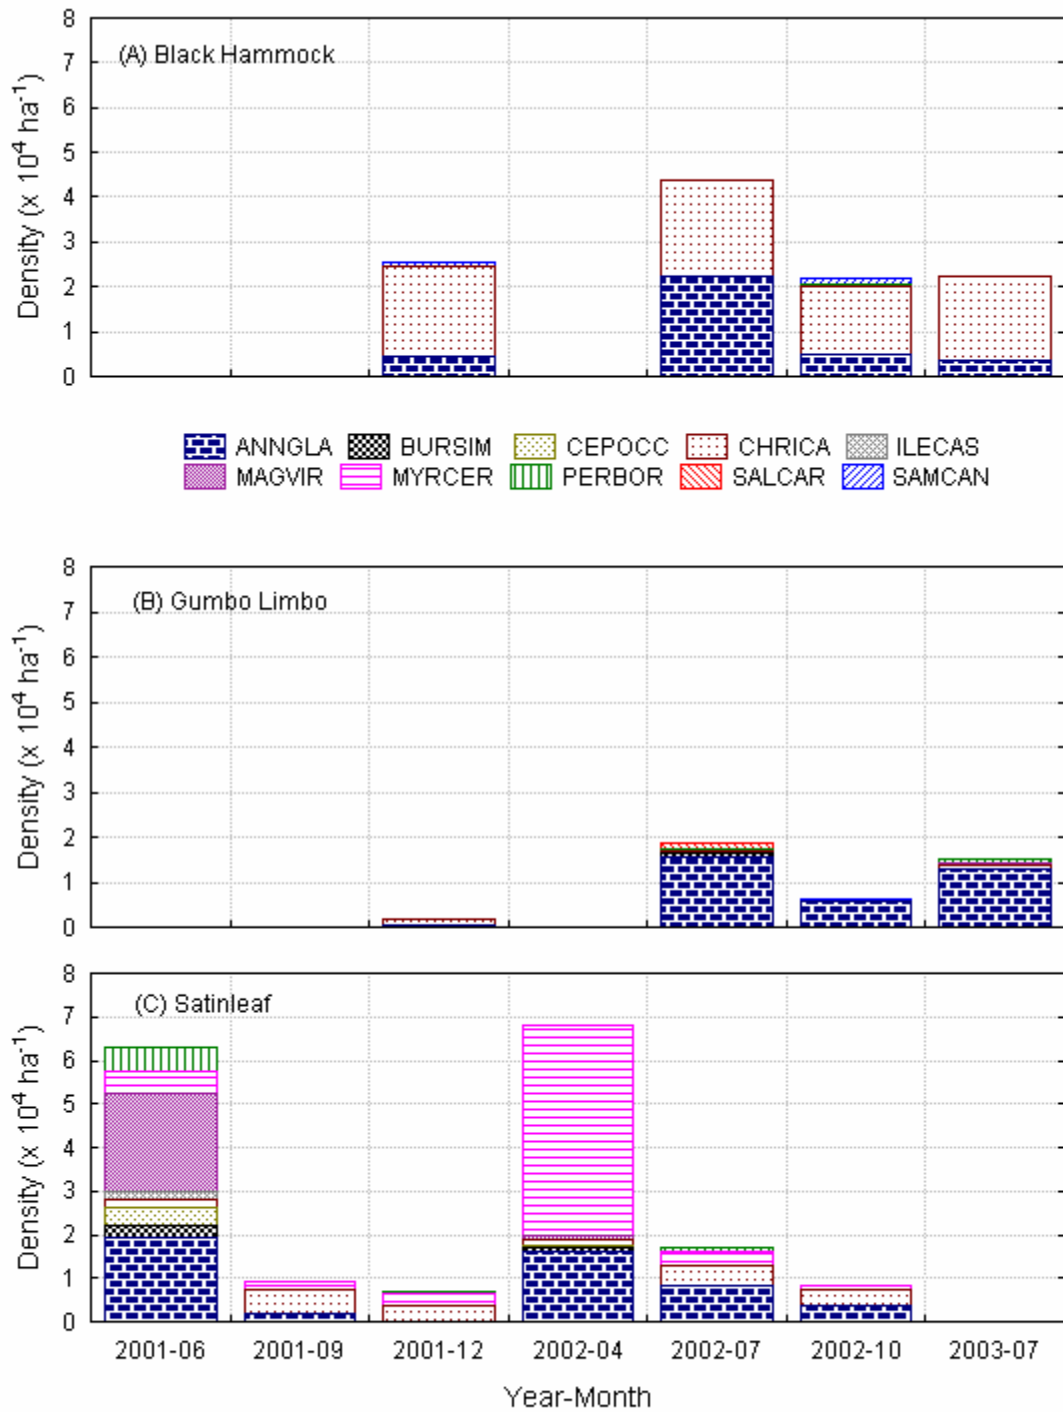 (A) Black Hammock
Density (x 10⁴ ha⁻¹)
8
7
6
5
4
3
2
1
0
ANNGLA BURSIM CEPOCC CHRICA ILECAS
MAGVIR MYRCER PERBOR SALCAR SAMCAN
(B) Gumbo Limbo
Density (x 10⁴ ha⁻¹)
8
7
6
5
4
3
2
1
0
(C) Satinleaf
Density (x 10⁴ ha⁻¹)
8
7
6
5
4
3
2
1
0
2001-06 2001-09 2001-12 2002-04 2002-07 2002-10 2003-07
Year-Month